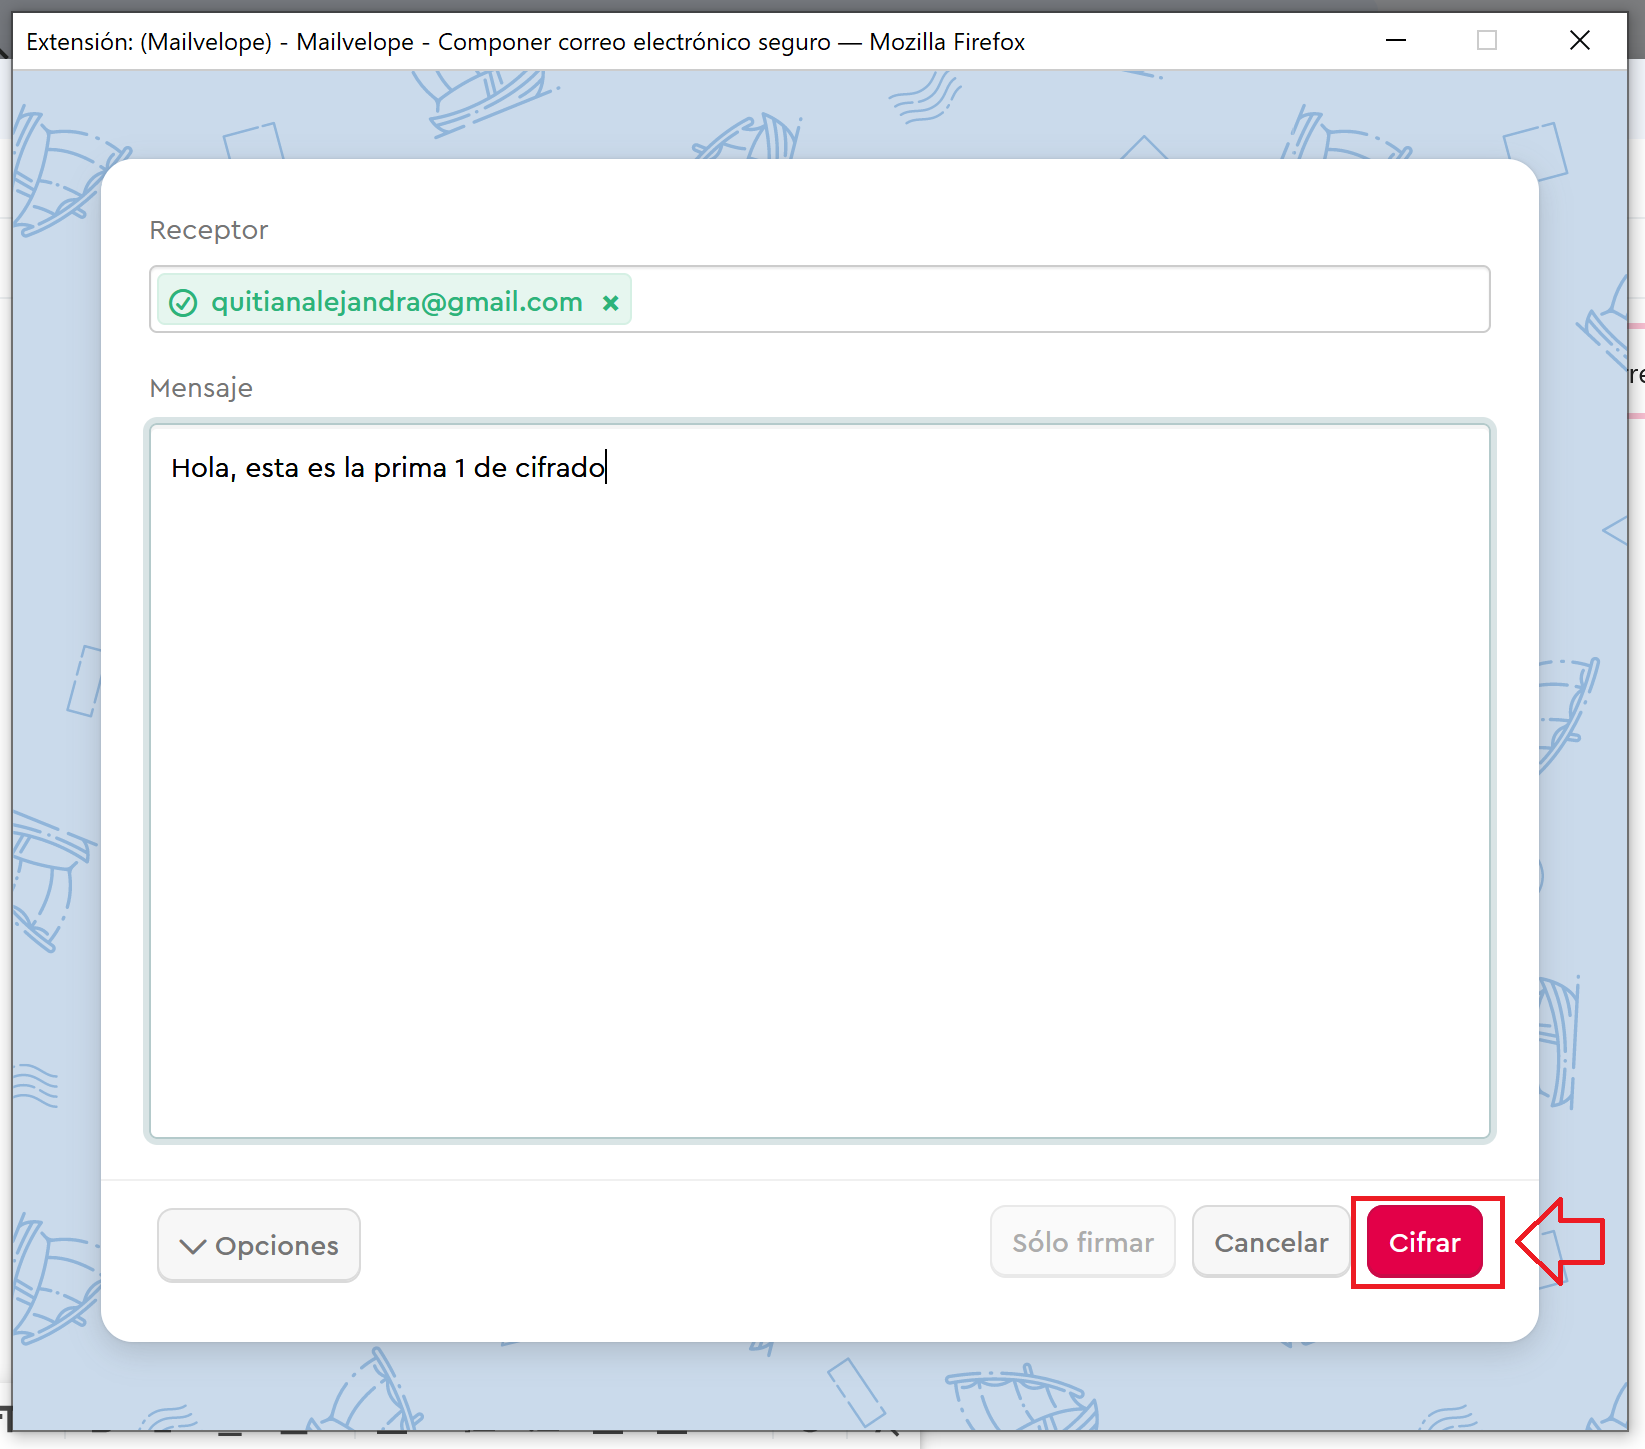 Extensión: (Mailvelope) - Mailvelope - Componer correo electrónico seguro — Mozilla Firefox
Receptor
quitianalejandra@gmail.com
Mensaje
Hola, esta es la prima 1 de cifrado
Opciones
Sólo firmar
Cancelar
Cifrar